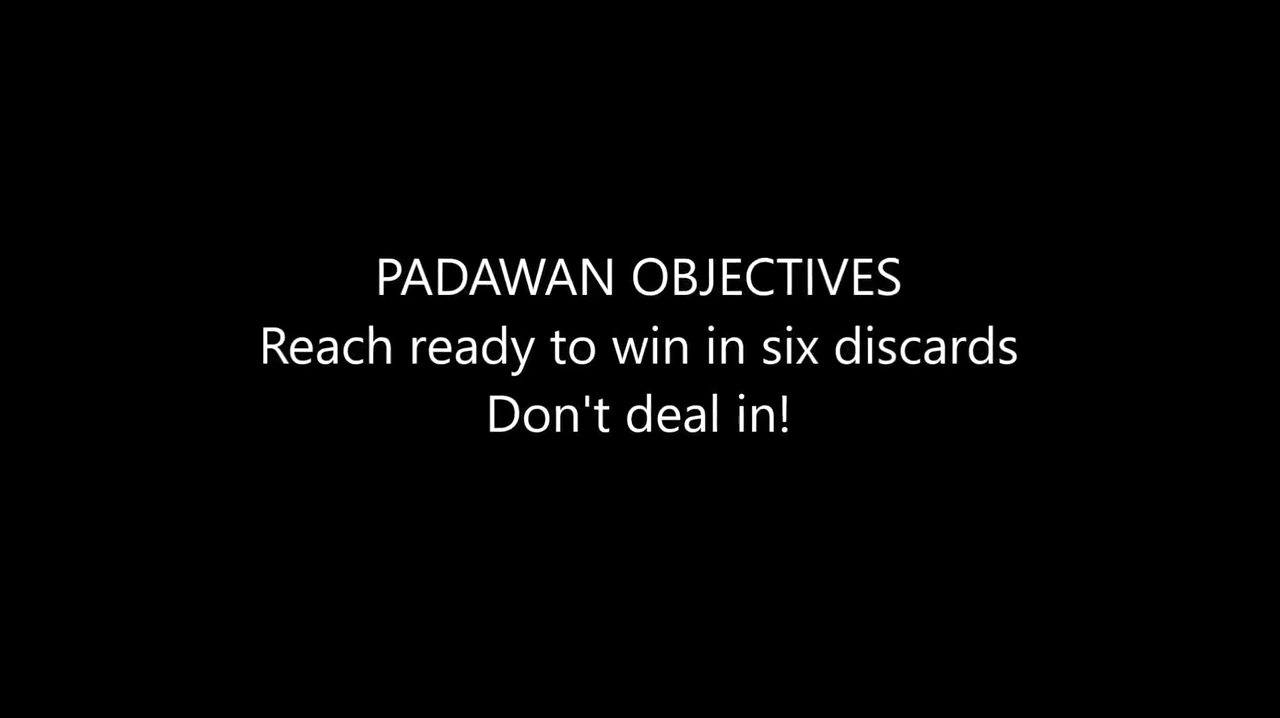 PADAWAN OBJECTIVES
Reach ready to win in six discards
Don't deal in!